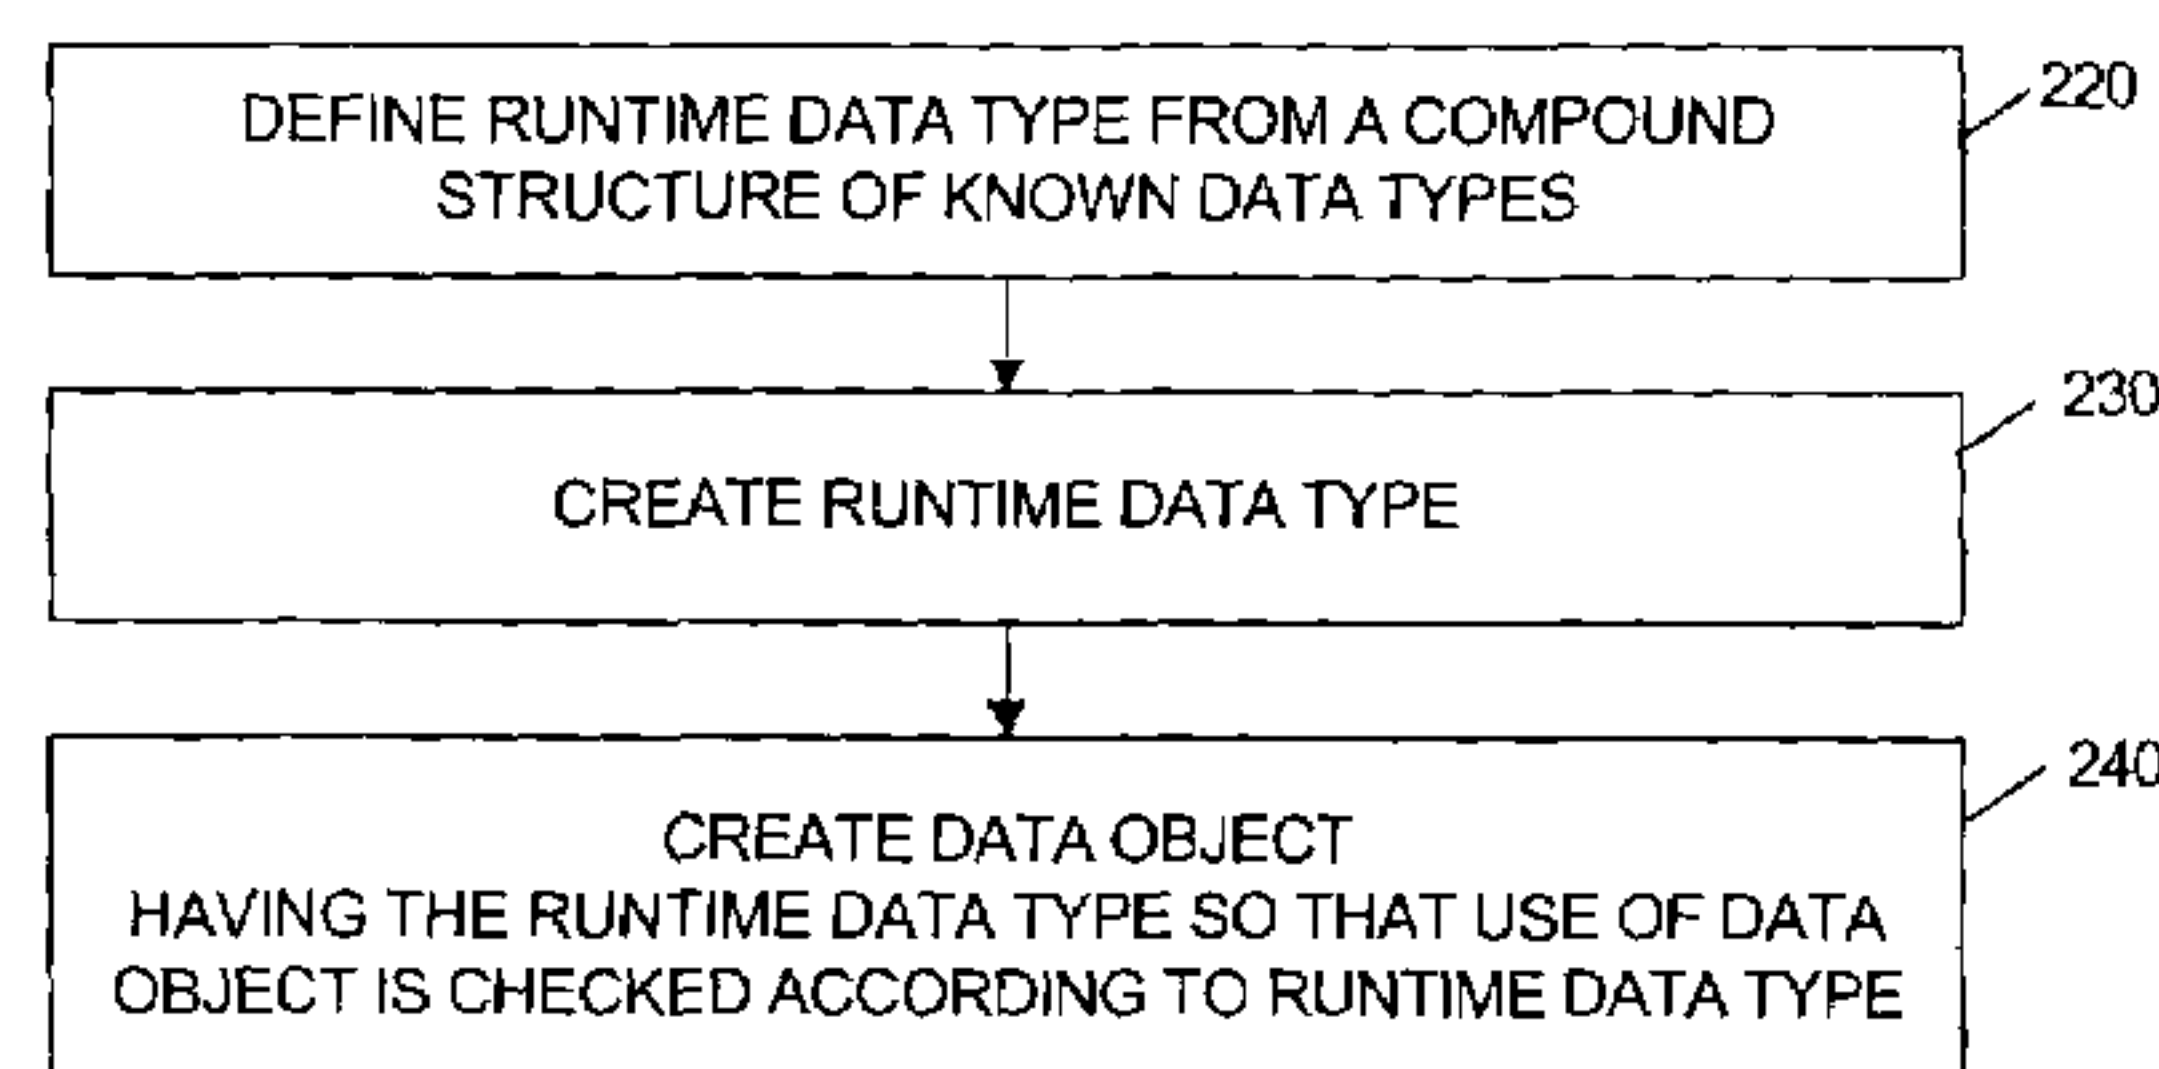 DEFINE RUNTIME DATA TYPE FROM A COMPOUND
STRUCTURE OF KNOWN DATA TYPES
220
CREATE RUNTIME DATA TYPE
230
CREATE DATA OBJECT
HAVING THE RUNTIME DATA TYPE SO THAT USE OF DATA
OBJECT IS CHECKED ACCORDING TO RUNTIME DATA TYPE
240